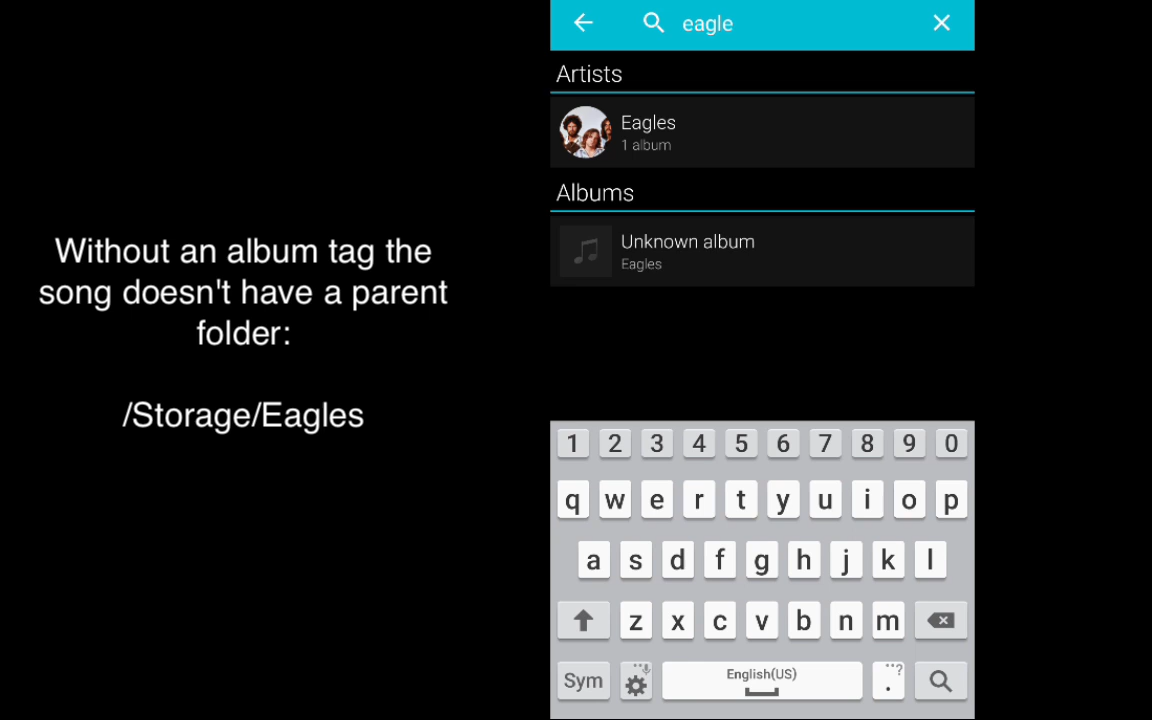 Without an album tag the
song doesn't have a parent
folder:
/Storage/Eagles
eagle
Artists
Eagles
1 album
Albums
Unknown album
Eagles
1 2 3 4 5 6 7 8 9 0
q w e r t y u i o p
a s d f g h j k l
z x c v b n m
Sym English(US) . ?